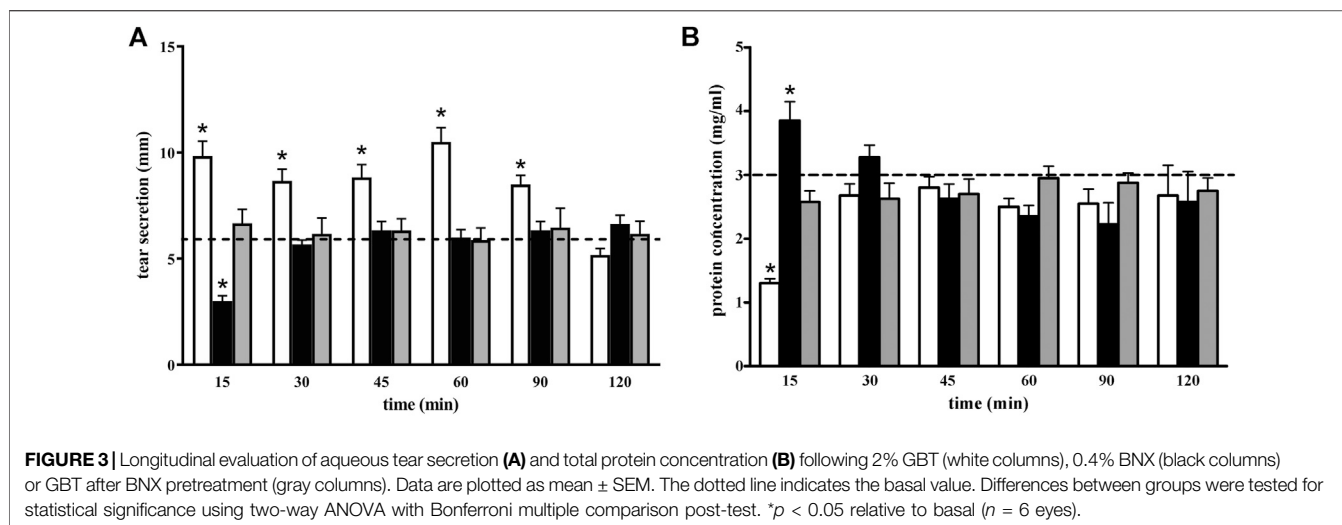 A
15
10
5
0
tear secretion (mm)
*
*
*
*
*
*
15 30 45 60 90 120
time (min)
B
5
4
3
2
1
0
protein concentration (mg/ml)
*
*
15 30 45 60 90 120
time (min)
FIGURE 3 | Longitudinal evaluation of aqueous tear secretion (A) and total protein concentration (B) following 2% GBT (white columns), 0.4% BNX (black columns)
or GBT after BNX pretreatment (gray columns). Data are plotted as mean ± SEM. The dotted line indicates the basal value. Differences between groups were tested for
statistical significance using two-way ANOVA with Bonferroni multiple comparison post-test. *p < 0.05 relative to basal (n = 6 eyes).